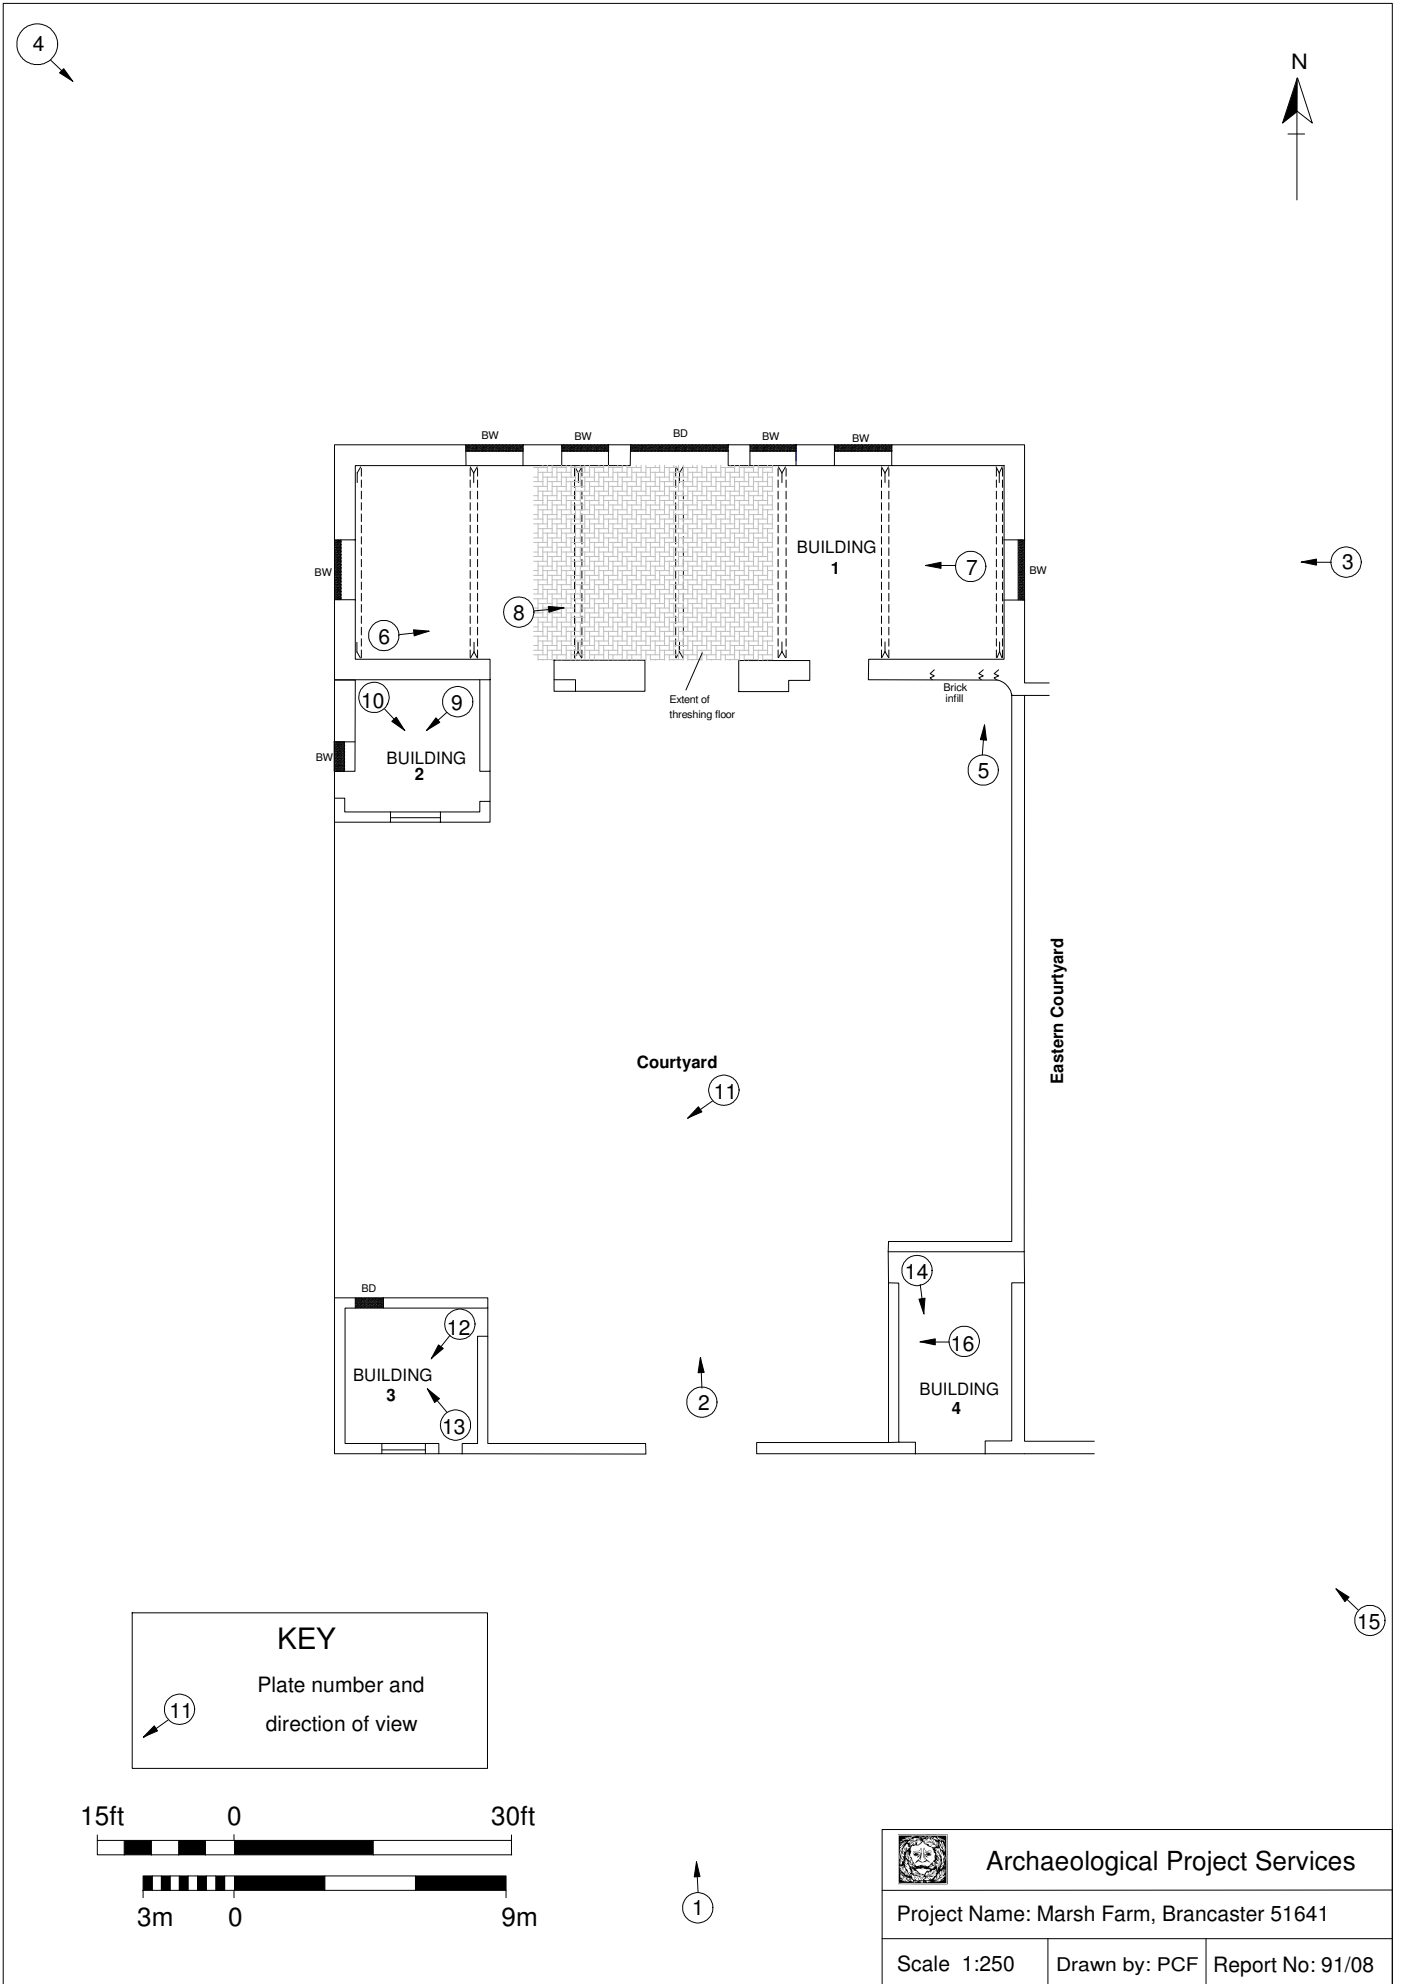 4
N
BW
BW
BD
BW
BW
BUILDING
1
BW
7
BW
3
8
6
Extent of
threshing floor
Brick
infill
10
9
BW
BUILDING
2
5
Eastern Courtyard
Courtyard
11
14
BD
12
16
BUILDING
3
BUILDING
4
2
13
15
KEY
Plate number and
direction of view
11
15ft 0 30ft
3m 0 9m
1
Archaeological Project Services
Project Name: Marsh Farm, Brancaster 51641
Scale 1:250 Drawn by: PCF Report No: 91/08